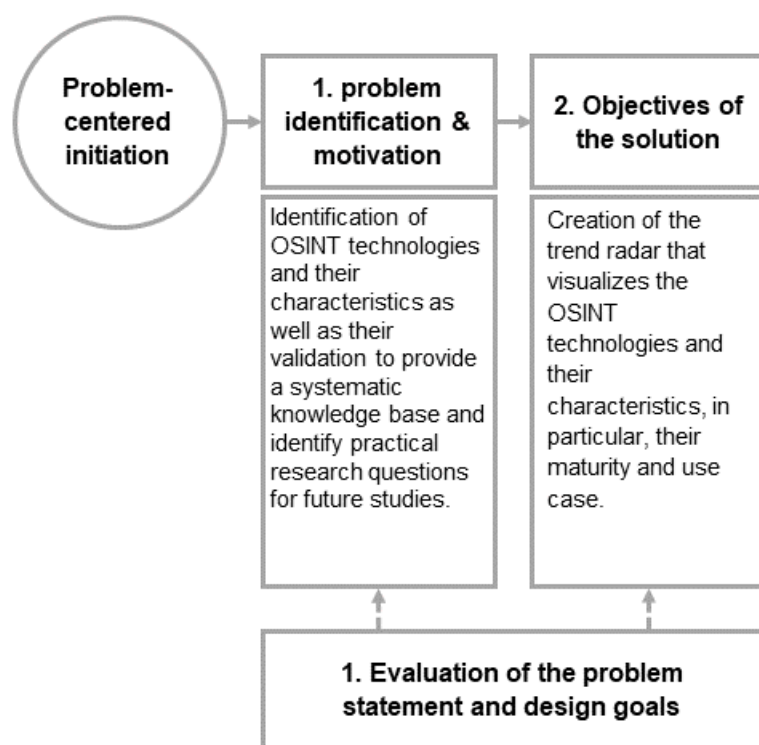 Problem-
centered
initiation
1. problem
identification &
motivation
2. Objectives of
the solution
Identification of
OSINT technologies
and their
characteristics as
well as their
validation to provide
a systematic
knowledge base and
identify practical
research questions
for future studies.
Creation of the
trend radar that
visualizes the
OSINT
technologies and
their
characteristics, in
particular, their
maturity and use
case.
1. Evaluation of the problem
statement and design goals